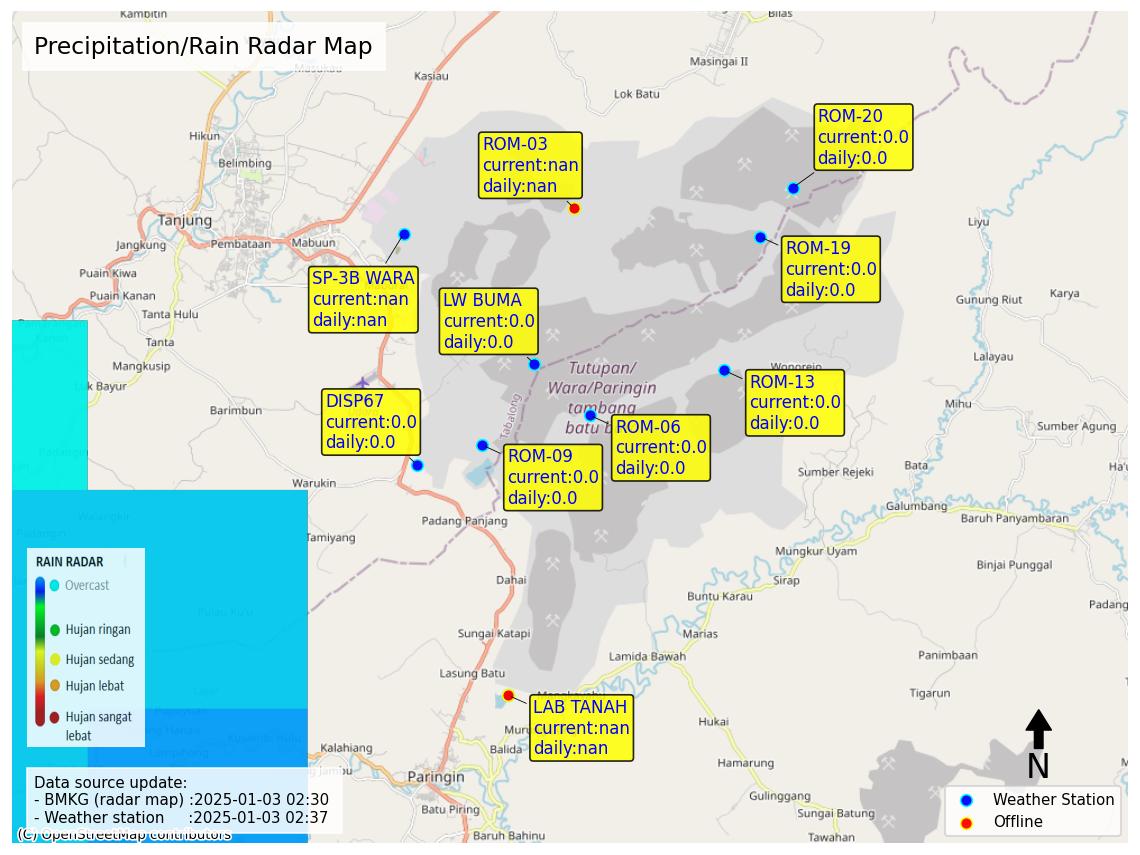 Kambitin
Bilas
Precipitation/Rain Radar Map
Masukau
Kasiau
Masingai II
Lok Batu
ROM-20
current:0.0
daily:0.0
Hikun
ROM-03
current:nan
daily:nan
Belimbing
Tanjung
Liyu
Jangkung
Pembataan
Mabuun
ROM-19
current:0.0
daily:0.0
Puain Kiwa
SP-3B WARA
current:nan
daily:nan
Puain Kanan
LW BUMA
current:0.0
daily:0.0
Gunung Riut
Karya
Tanta Hulu
Kanan
Tanta
Lalayau
Mangkusip
Tutupan/
Wara/Paringin
tambang
batu b
Wonorejo
ROM-13
current:0.0
daily:0.0
Luk Bayur
Barimbun
DISP67
current:0.0
daily:0.0
Tabalong
Mihu
ROM-06
current:0.0
daily:0.0
Sumber Agung
ROM-09
current:0.0
daily:0.0
Padangin
Bata
Ha'u
Sumber Rejeki
Warukin
Galumbang
Baruh Panyambaran
Walangkir
Padang Panjang
Padangin
Tamiyang
Mungkur Uyam
Binjai Punggal
RAIN RADAR
Overcast
Hujan ringan
Hujan sedang
Hujan lebat
Hujan sangat
lebat
Dahai
Sirap
Buntu Karau
Padang
Pulau Ku'u
Sungai Katapi
Marias
Lamida Bawah
Panimbaan
Lasung Batu
Tigarun
LAB TANAH
current:nan
daily:nan
Muru
Hukai
Balida
Kalahiang
Hamarung
N
Paringin
Data source update:
- BMKG (radar map) :2025-01-03 02:30
- Weather station :2025-01-03 02:37
Gulinggang
Weather Station
Offline
Batu Piring
Sungai Batung
(C) OpenStreetMap contributors
Baruh Bahinu
Tawahan